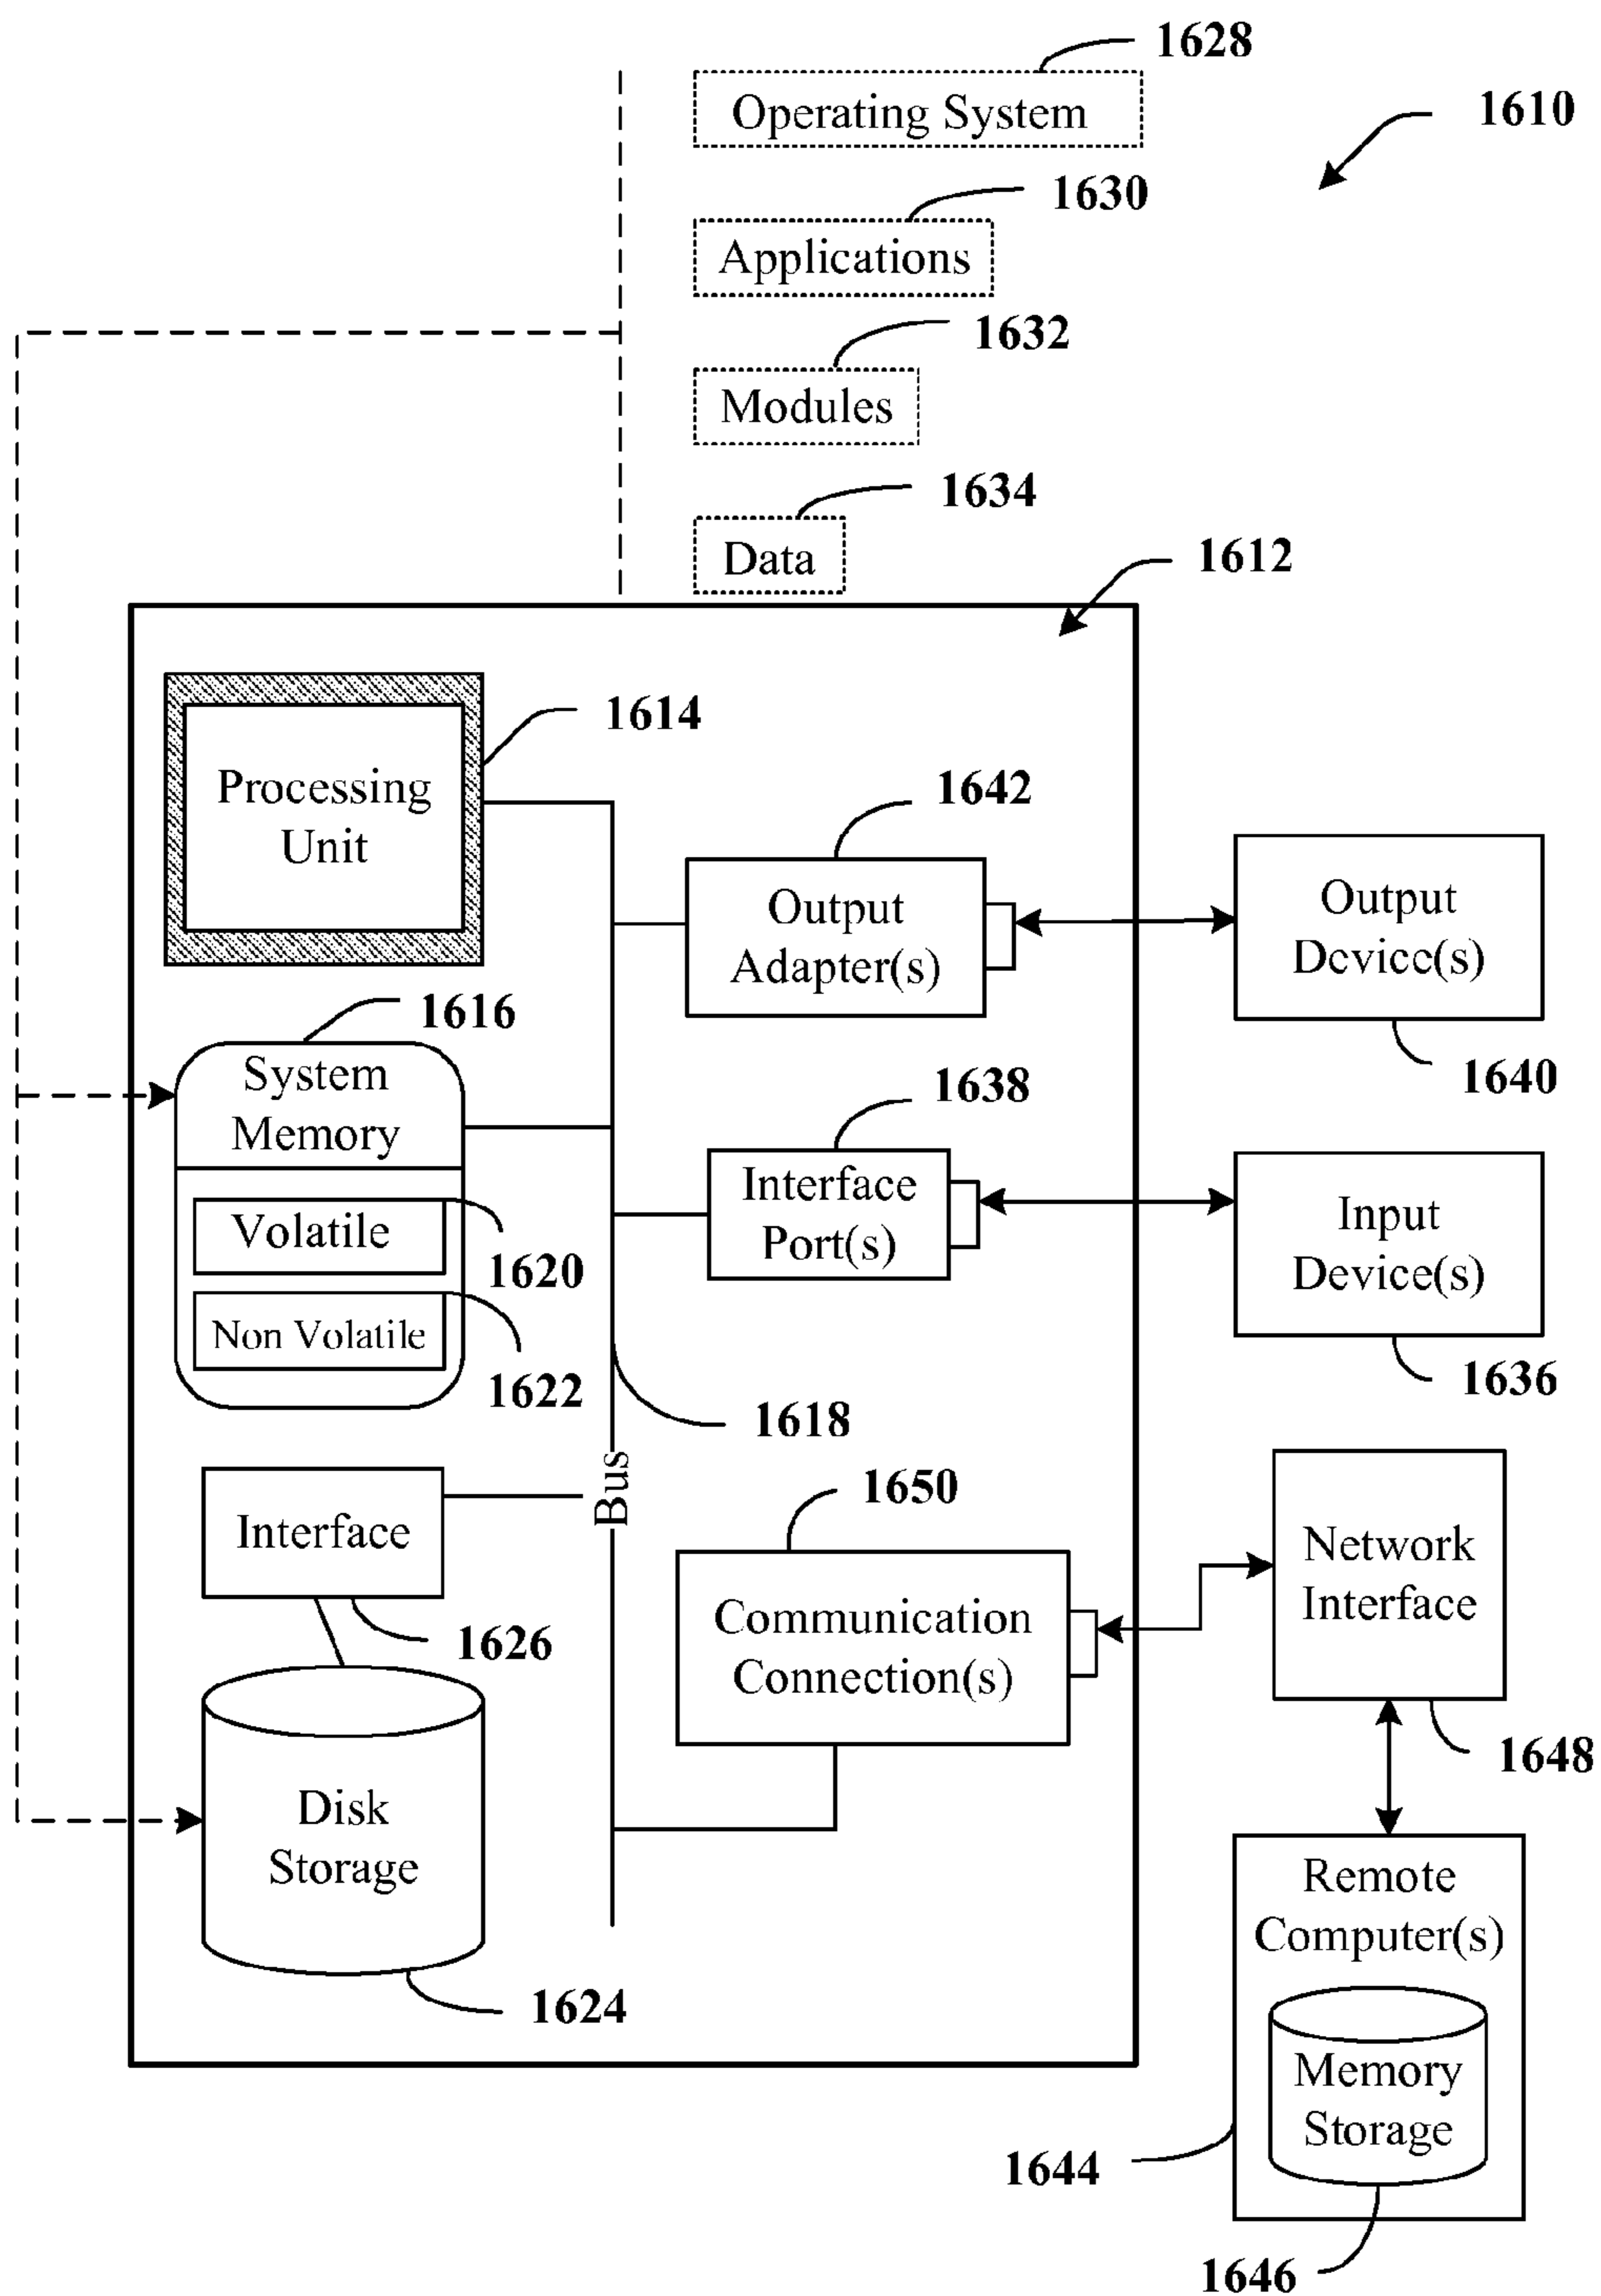 1628
Operating System
1610
1630
Applications
1632
Modules
1634
Data
1612
1614
Processing
Unit
1642
Output
Adapter(s)
Output
Device(s)
1640
1616
System
Memory
1638
Interface
Port(s)
Input
Device(s)
1636
Volatile
1620
Non Volatile
1622
1618
Bus
Interface
1626
1650
Communication
Connection(s)
Network
Interface
1648
Disk
Storage
1624
Remote
Computer(s)
Memory
Storage
1644
1646